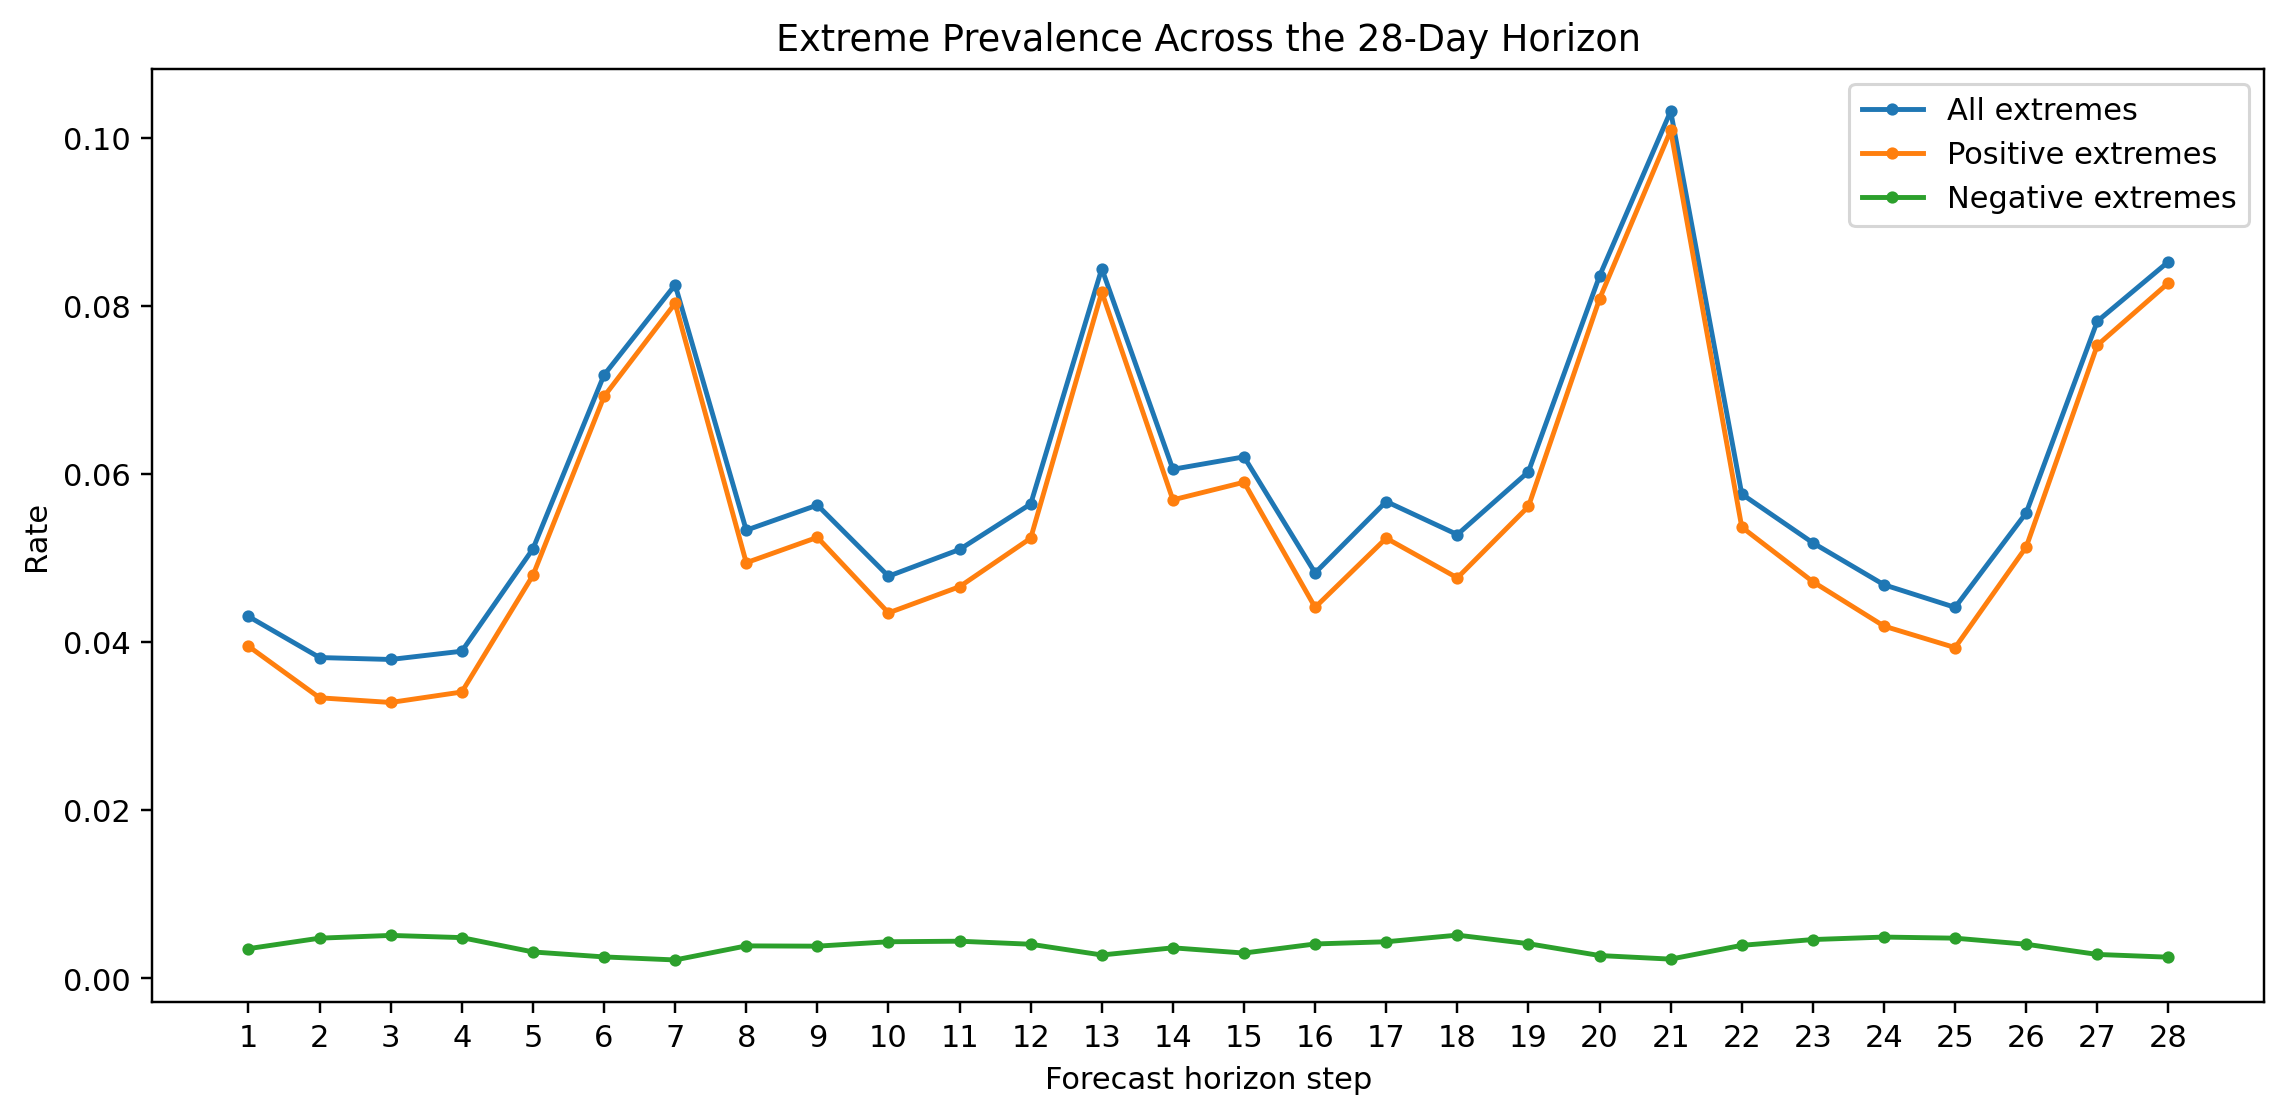 Extreme Prevalence Across the 28-Day Horizon
All extremes
Positive extremes
Negative extremes
0.10
0.08
0.06
0.04
0.02
0.00
Rate
1 2 3 4 5 6 7 8 9 10 11 12 13 14 15 16 17 18 19 20 21 22 23 24 25 26 27 28
Forecast horizon step